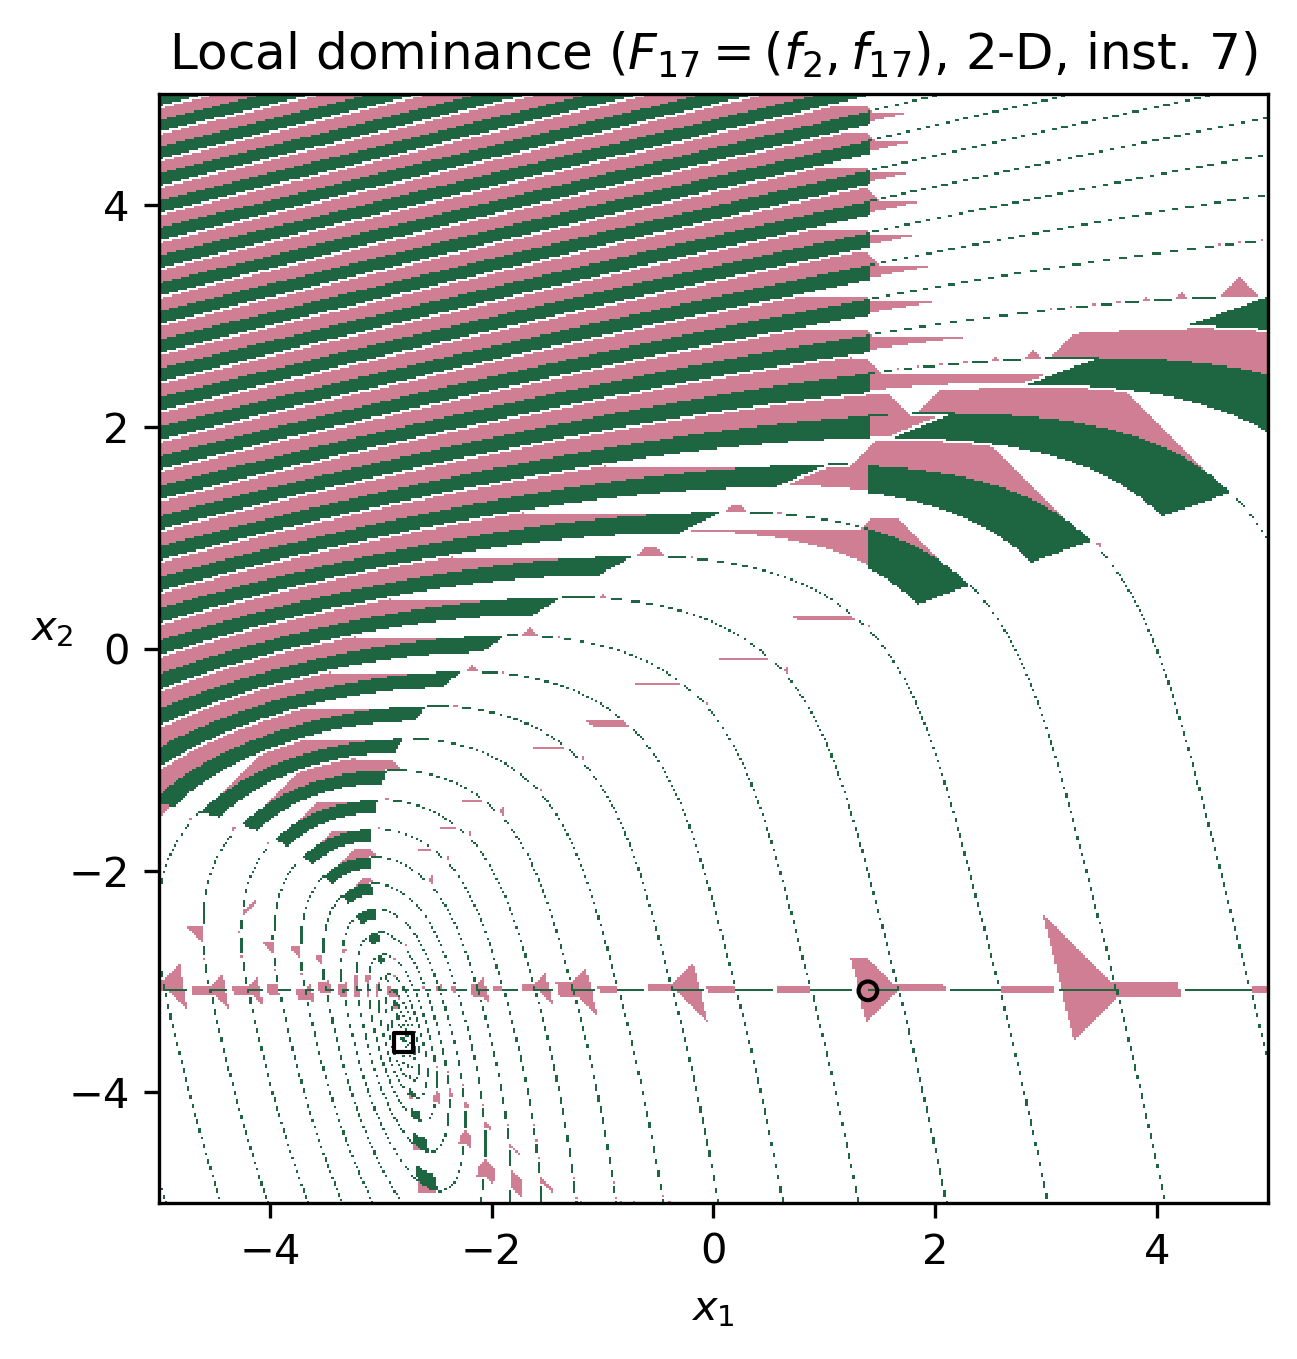 Local dominance (F₁₇ = (f₂, f₁₇), 2-D, inst. 7)
4
2
x₂
0
−2
−4
−4 −2 0 2 4
x₁